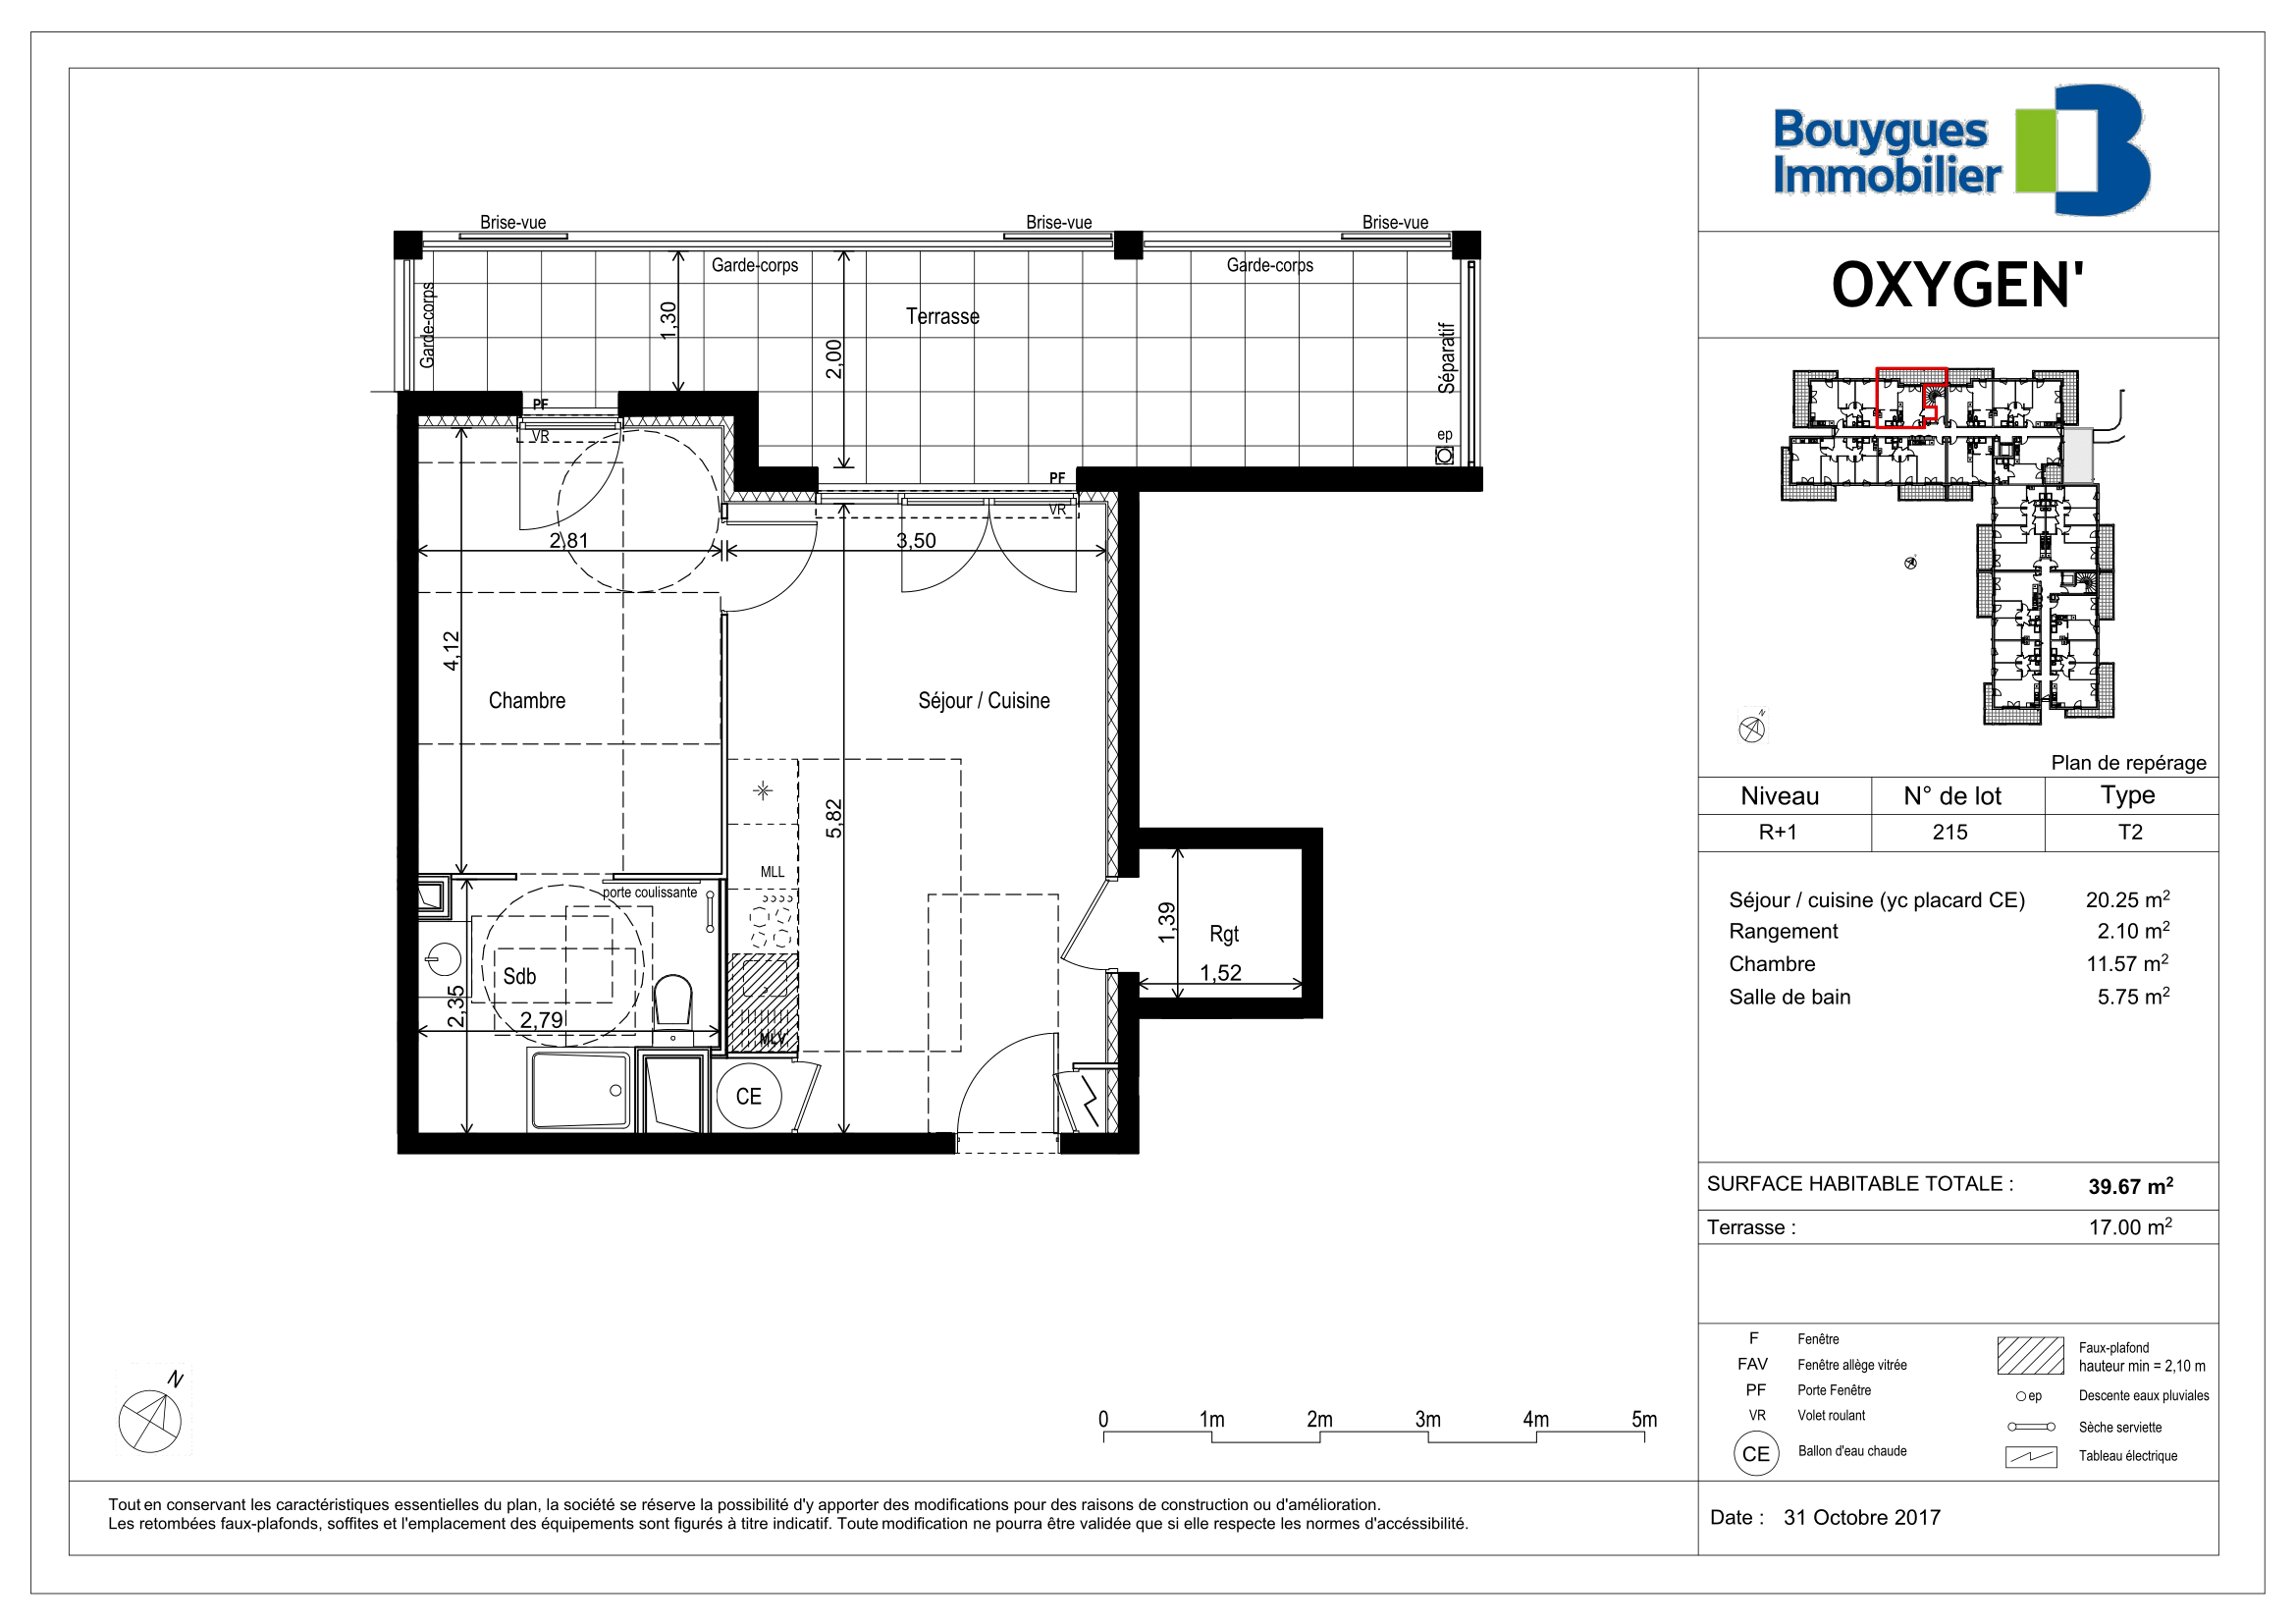 Bouygues
Immobilier
OXYGEN'
Brise-vue
Brise-vue
Brise-vue
Garde-corps
Garde-corps
Garde-corps
1,30
2,00
Terrasse
Séparatif
ep
PF
VR
PF
VR
2,81
3,50
4,12
Chambre
Séjour / Cuisine
5,82
MLL
porte coulissante
1,39
Rgt
1,52
Sdb
2,35
2,79
MLV
CE
N
0 1m 2m 3m 4m 5m
N
Plan de repérage
Niveau N° de lot Type
R+1 215 T2
Séjour / cuisine (yc placard CE) 20.25 m²
Rangement 2.10 m²
Chambre 11.57 m²
Salle de bain 5.75 m²
SURFACE HABITABLE TOTALE : 39.67 m²
Terrasse : 17.00 m²
F Fenêtre
FAV Fenêtre allège vitrée
PF Porte Fenêtre
VR Volet roulant
CE Ballon d'eau chaude
Faux-plafond
hauteur min = 2,10 m
ep Descente eaux pluviales
Sèche serviette
Tableau électrique
Tout en conservant les caractéristiques essentielles du plan, la société se réserve la possibilité d'y apporter des modifications pour des raisons de construction ou d'amélioration.
Les retombées faux-plafonds, soffites et l'emplacement des équipements sont figurés à titre indicatif. Toute modification ne pourra être validée que si elle respecte les normes d'accéssibilité.
Date : 31 Octobre 2017